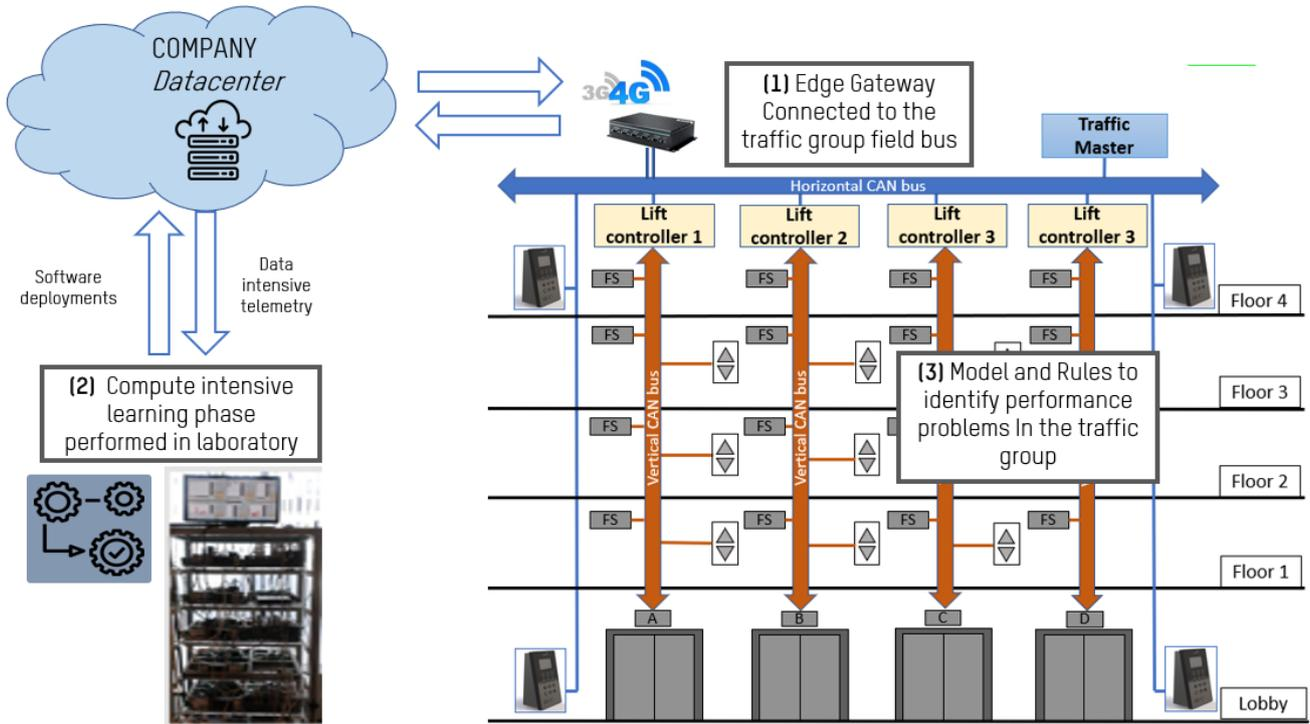 COMPANY
Datacenter
3G 4G
(1) Edge Gateway
Connected to the
traffic group field bus
Traffic
Master
Horizontal CAN bus
Lift
controller 1
Lift
controller 2
Lift
controller 3
Lift
controller 3
Software
deployments
Data
intensive
telemetry
FS
FS
FS
FS
Floor 4
FS
FS
FS
FS
Vertical CAN bus
Vertical CAN bus
(2) Compute intensive
learning phase
performed in laboratory
(3) Model and Rules to
identify performance
problems In the traffic
group
Floor 3
FS
FS
Floor 2
FS
FS
FS
FS
Floor 1
A
B
C
D
Lobby